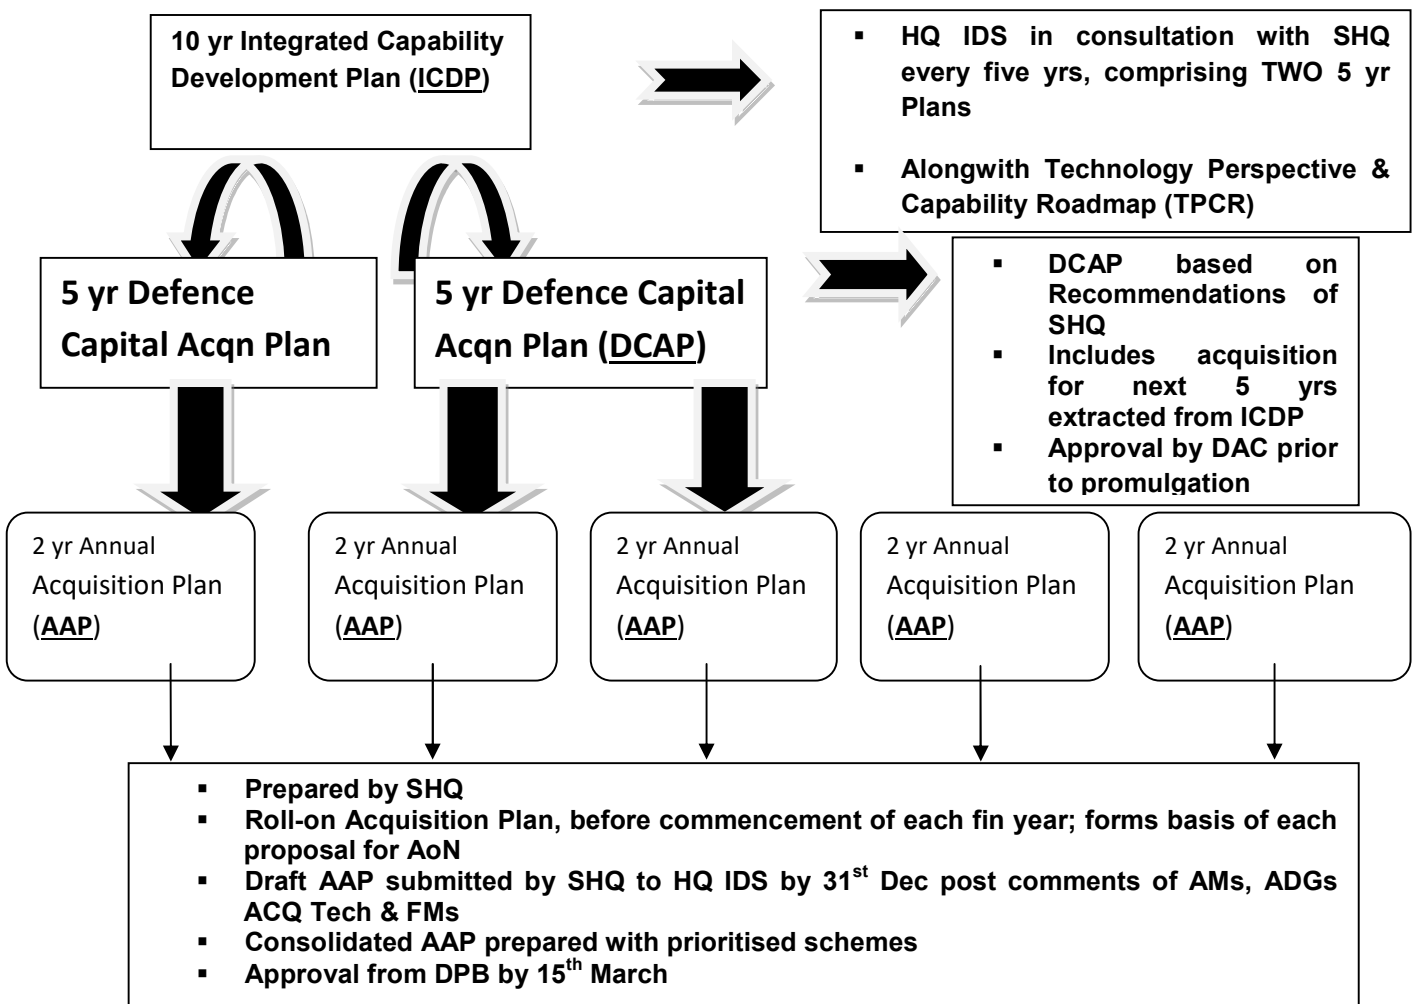 10 yr Integrated Capability
Development Plan (ICDP)
▪ HQ IDS in consultation with SHQ
every five yrs, comprising TWO 5 yr
Plans
▪ Alongwith Technology Perspective &
Capability Roadmap (TPCR)
5 yr Defence
Capital Acqn Plan
5 yr Defence Capital
Acqn Plan (DCAP)
▪ DCAP based on
Recommendations of
SHQ
▪ Includes acquisition
for next 5 yrs
extracted from ICDP
▪ Approval by DAC prior
to promulgation
2 yr Annual
Acquisition Plan
(AAP)
2 yr Annual
Acquisition Plan
(AAP)
2 yr Annual
Acquisition Plan
(AAP)
2 yr Annual
Acquisition Plan
(AAP)
2 yr Annual
Acquisition Plan
(AAP)
▪ Prepared by SHQ
▪ Roll-on Acquisition Plan, before commencement of each fin year; forms basis of each
proposal for AoN
▪ Draft AAP submitted by SHQ to HQ IDS by 31st Dec post comments of AMs, ADGs
ACQ Tech & FMs
▪ Consolidated AAP prepared with prioritised schemes
▪ Approval from DPB by 15th March